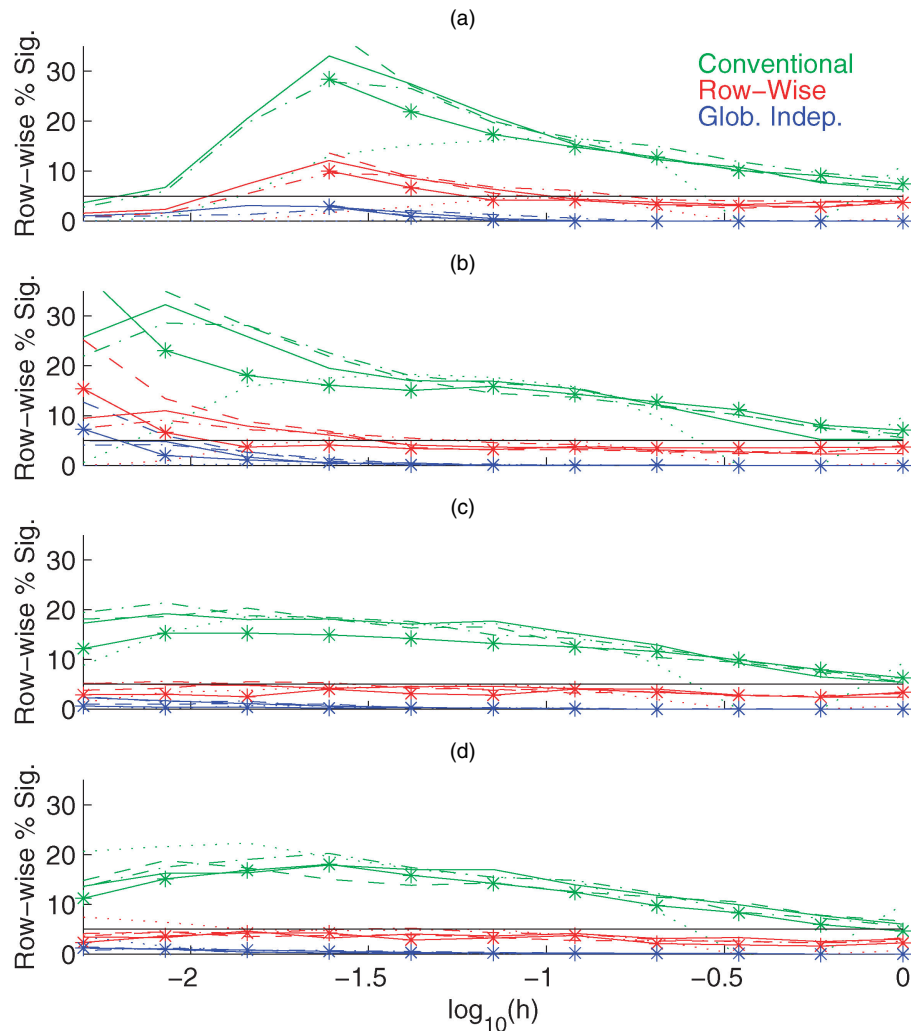 (a)
Row-wise % Sig.
30
20
10
0
Conventional
Row-Wise
Glob. Indep.
(b)
Row-wise % Sig.
30
20
10
0
(c)
Row-wise % Sig.
30
20
10
0
(d)
Row-wise % Sig.
30
20
10
0
−2 −1.5 −1 −0.5 0
log10(h)